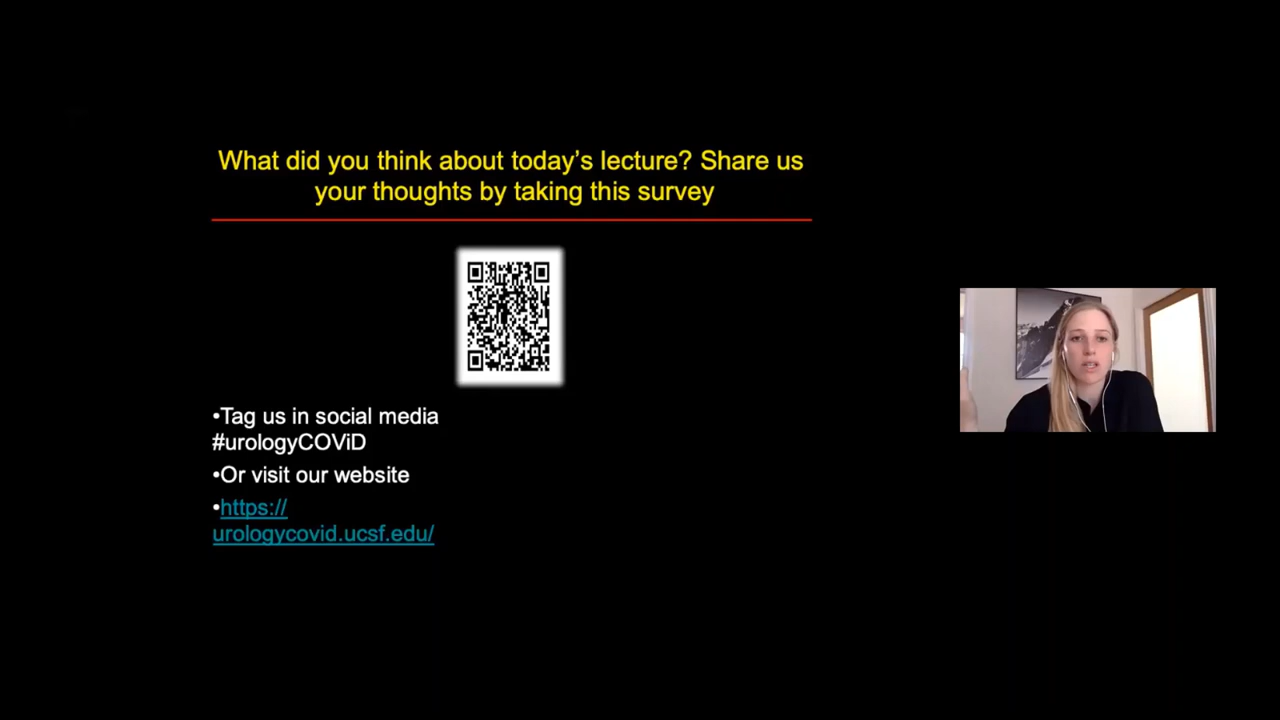 What did you think about today’s lecture? Share us
your thoughts by taking this survey
•Tag us in social media
#urologyCOViD
•Or visit our website
•https://
urologycovid.ucsf.edu/